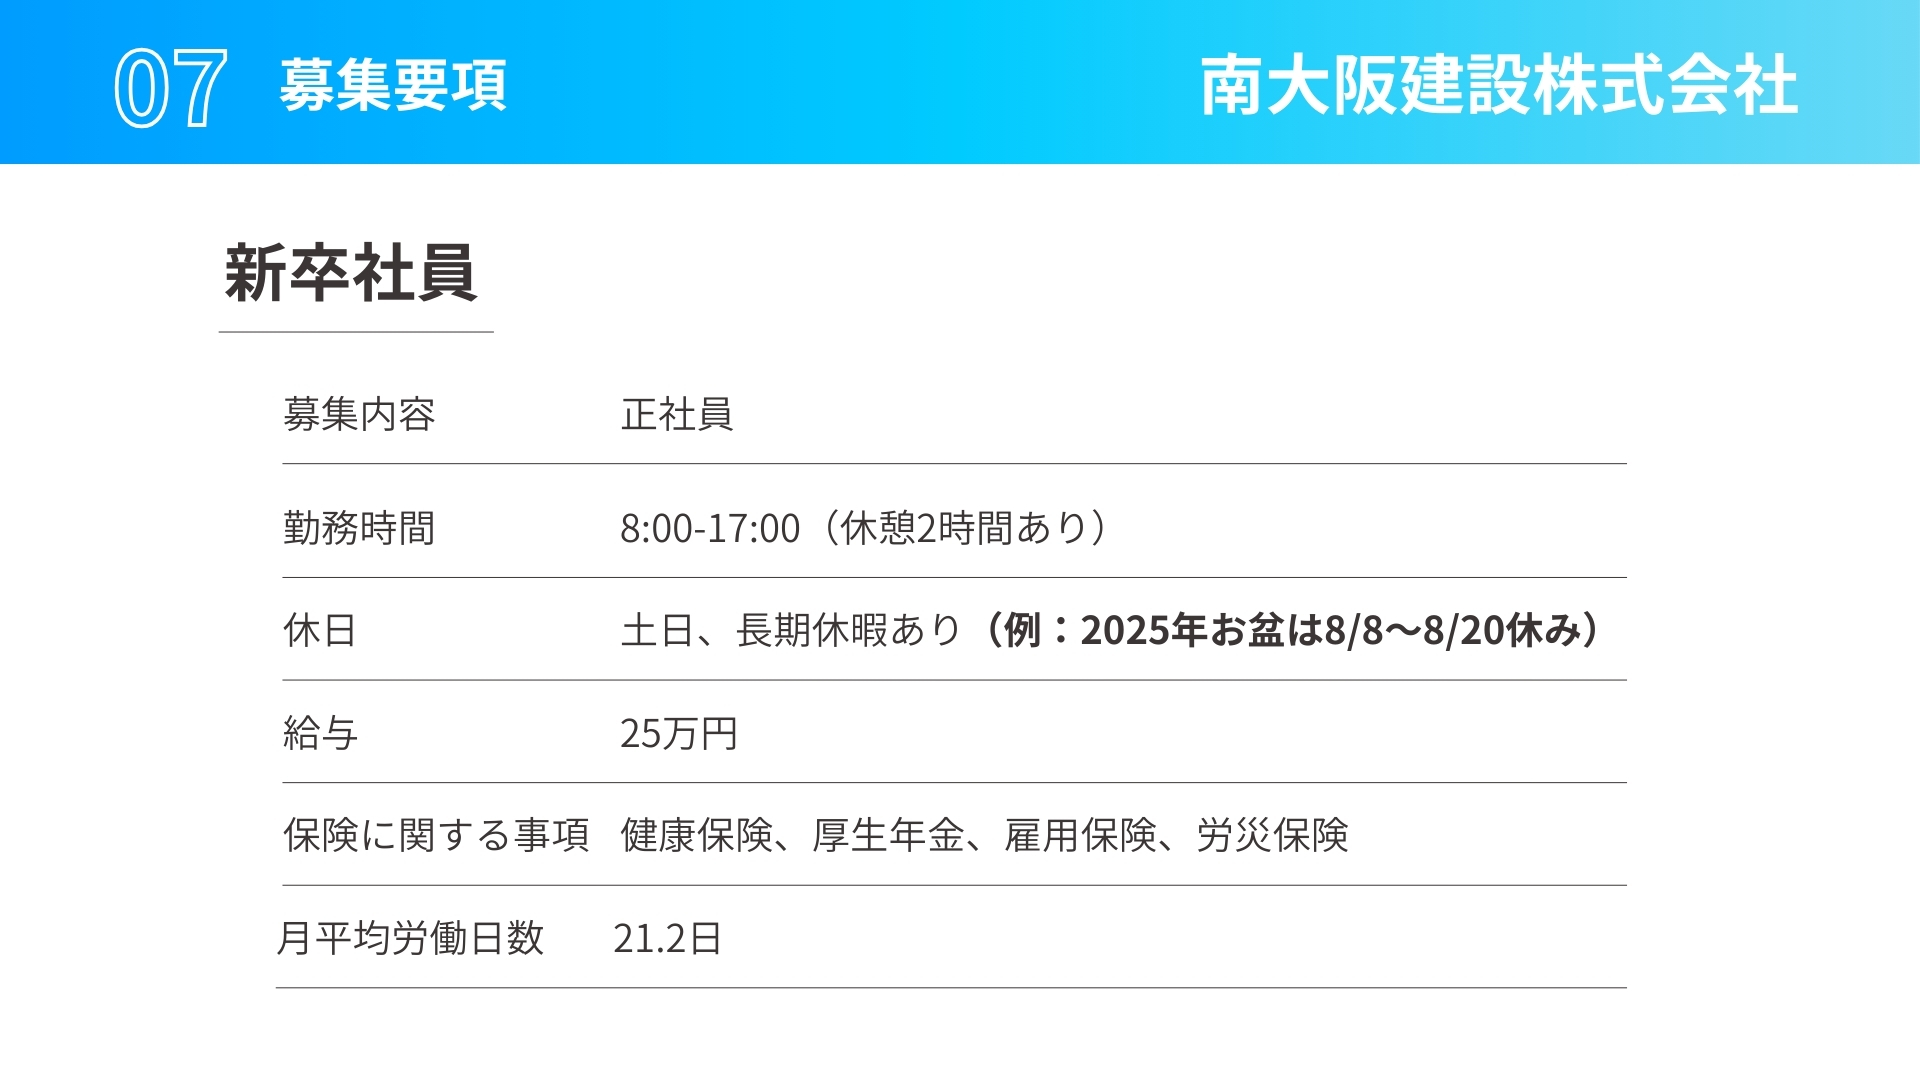 07 募集要項 南大阪建設株式会社
新卒社員
募集内容 正社員
勤務時間 8:00-17:00（休憩2時間あり）
休日 土日、長期休暇あり（例：2025年お盆は8/8～8/20休み）
給与 25万円
保険に関する事項 健康保険、厚生年金、雇用保険、労災保険
月平均労働日数 21.2日